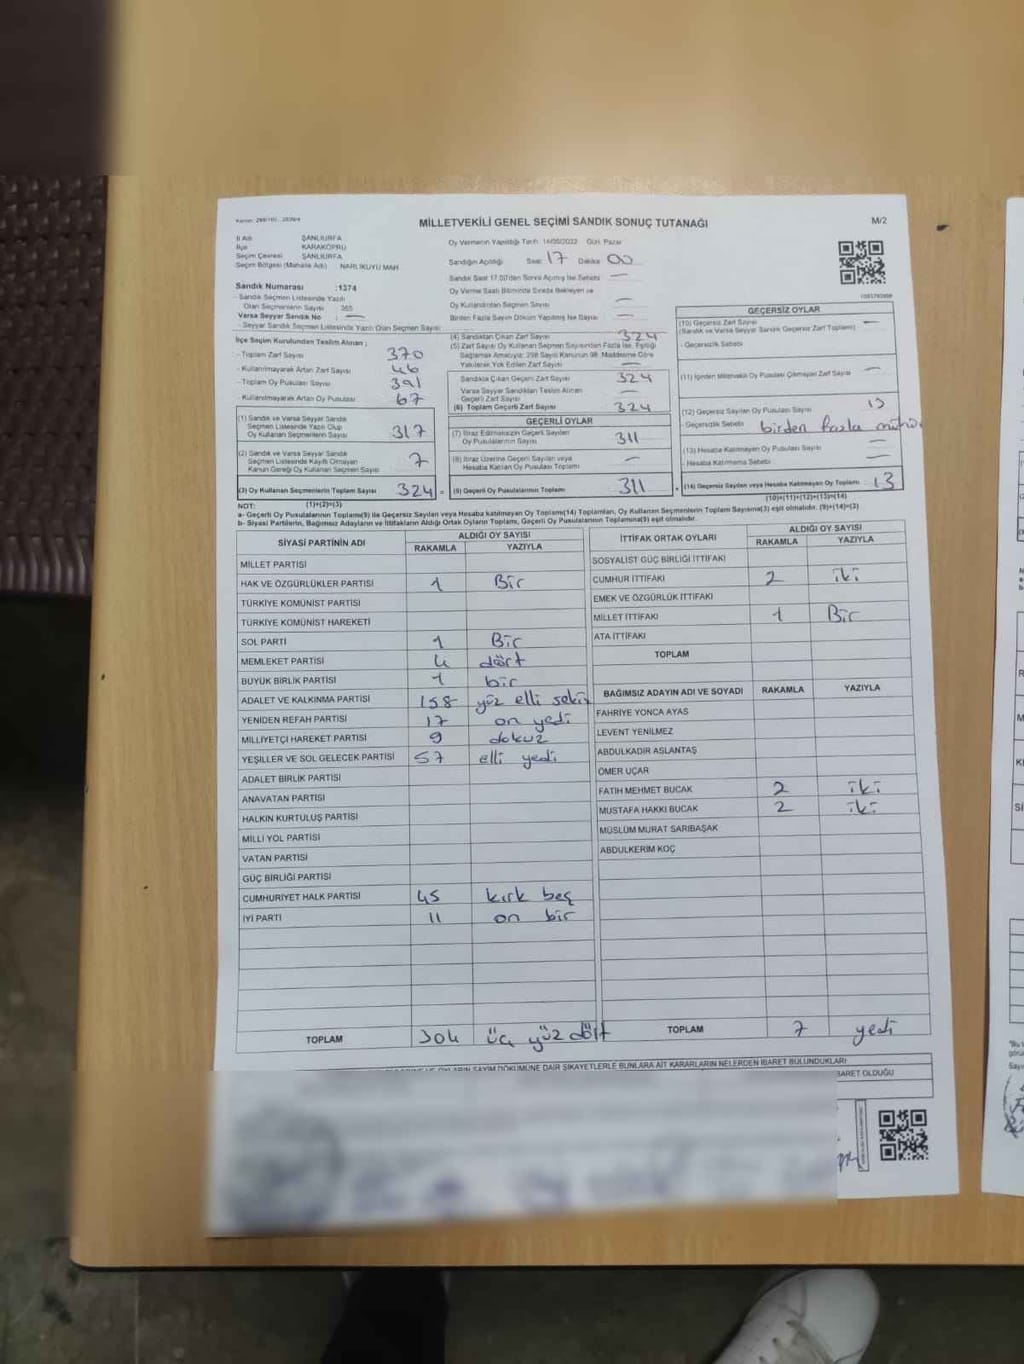 MİLLETVEKİLİ GENEL SEÇİMİ SANDIK SONUÇ TUTANAĞI
M/2
İl Adı ŞANLIURFA
İlçe KARAKÖPRÜ
Seçim Çevresi ŞANLIURFA
Seçim Bölgesi (Mahalle Adı) NARLIKUYU MAH
Sandık Numarası :1374
- Sandık Seçmen Listesinde Yazılı
Olan Seçmenlerin Sayısı 365
Varsa Seyyar Sandık No : —
- Seyyar Sandık Seçmen Listesinde Yazılı Olan Seçmen Sayısı:
İlçe Seçim Kurulundan Teslim Alınan ;
- Toplam Zarf Sayısı 370
- Kullanılmayarak Artan Zarf Sayısı 46
- Toplam Oy Pusulası Sayısı 391
- Kullanılmayarak Artan Oy Pusulası 67
(1) Sandık ve Varsa Seyyar Sandık
Seçmen Listesinde Yazılı Olup
Oy Kullanan Seçmenlerin Sayısı 317
(2) Sandık ve Varsa Seyyar Sandık
Seçmen Listesinde Kayıtlı Olmayan
Kanun Gereği Oy Kullanan Seçmen Sayısı 7
(3) Oy Kullanan Seçmenlerin Toplam Sayısı 324
(1)+(2)=(3)
Oy Vermenin Yapıldığı Tarih Gün: Pazar
Sandığın Açıldığı Saat: 17 Dakika: 00
Sandık Saat 17.00'den Sonra Açılmış İse Sebebi —
Oy Verme Saati Bitiminde Sırada Bekleyen ve
Oy Kullandırılan Seçmen Sayısı —
Birden Fazla Sayım Döküm Yapılmış İse Sayısı —
(4) Sandıktan Çıkan Zarf Sayısı 324
(5) Zarf Sayısı Oy Kullanan Seçmen Sayısından Fazla İse, Eşitliği
Sağlamak Amacıyla; 298 Sayılı Kanunun 98. Maddesine Göre
Yakılarak Yok Edilen Zarf Sayısı —
Sandıkta Çıkan Geçerli Zarf Sayısı 324
Varsa Seyyar Sandıktan Teslim Alınan
Geçerli Zarf Sayısı —
(6) Toplam Geçerli Zarf Sayısı 324
GEÇERLİ OYLAR
(7) İtiraz Edilmeksizin Geçerli Sayılan
Oy Pusulalarının Sayısı 311
(8) İtiraz Üzerine Geçerli Sayılan veya
Hesaba Katılan Oy Pusulası Toplamı —
(9) Geçerli Oy Pusulalarının Toplamı 311
GEÇERSİZ OYLAR
(10) Geçersiz Zarf Sayısı —
(Sandık ve Varsa Seyyar Sandık Geçersiz Zarf Toplamı)
- Geçersizlik Sebebi
(11) İçinden Milletvekili Oy Pusulası Çıkmayan Zarf Sayısı —
(12) Geçersiz Sayılan Oy Pusulası Sayısı 13
- Geçersizlik Sebebi birden fazla mühür
(13) Hesaba Katılmayan Oy Pusulası Sayısı —
- Hesaba Katılmama Sebebi —
(14) Geçersiz Sayılan veya Hesaba Katılmayan Oy Toplamı 13
(10)+(11)+(12)+(13)=(14)
NOT:
a- Geçerli Oy Pusulalarının Toplamı(9) ile Geçersiz Sayılan veya Hesaba katılmayan Oy Toplamı(14) Toplamları, Oy Kullanan Seçmenlerin Toplam Sayısına(3) eşit olmalıdır. (9)+(14)=(3)
b- Siyasi Partilerin, Bağımsız Adayların ve İttifakların Aldığı Ortak Oyların Toplamı, Geçerli Oy Pusulalarının Toplamına(9) eşit olmalıdır.
SİYASİ PARTİNİN ADI ALDIĞI OY SAYISI
RAKAMLA YAZIYLA
MİLLET PARTİSİ
HAK VE ÖZGÜRLÜKLER PARTİSİ 1 Bir
TÜRKİYE KOMÜNİST PARTİSİ
TÜRKİYE KOMÜNİST HAREKETİ
SOL PARTİ 1 Bir
MEMLEKET PARTİSİ 4 dört
BÜYÜK BİRLİK PARTİSİ 1 bir
ADALET VE KALKINMA PARTİSİ 158 yüz elli sekiz
YENİDEN REFAH PARTİSİ 17 on yedi
MİLLİYETÇİ HAREKET PARTİSİ 9 dokuz
YEŞİLLER VE SOL GELECEK PARTİSİ 57 elli yedi
ADALET BİRLİK PARTİSİ
ANAVATAN PARTİSİ
HALKIN KURTULUŞ PARTİSİ
MİLLİ YOL PARTİSİ
VATAN PARTİSİ
GÜÇ BİRLİĞİ PARTİSİ
CUMHURİYET HALK PARTİSİ 45 kırk beş
İYİ PARTİ 11 on bir
TOPLAM 304 üç yüz dört
İTTİFAK ORTAK OYLARI ALDIĞI OY SAYISI
RAKAMLA YAZIYLA
SOSYALİST GÜÇ BİRLİĞİ İTTİFAKI
CUMHUR İTTİFAKI 2 iki
EMEK VE ÖZGÜRLÜK İTTİFAKI
MİLLET İTTİFAKI 1 Bir
ATA İTTİFAKI
TOPLAM
BAĞIMSIZ ADAYIN ADI VE SOYADI RAKAMLA YAZIYLA
FAHRİYE YONCA AYAS
LEVENT YENİLMEZ
ABDULKADİR ASLANTAŞ
ÖMER UÇAR
FATİH MEHMET BUCAK 2 iki
MUSTAFA HAKKI BUCAK 2 iki
MÜSLÜM MURAT SARIBAŞAK
ABDULKERİM KOÇ
TOPLAM 7 yedi
OYLARIN SAYIM DÖKÜMÜNE DAİR ŞİKAYETLERLE BUNLARA AİT KARARLARIN NELERDEN İBARET BULUNDUKLARI
İBARET OLDUĞU